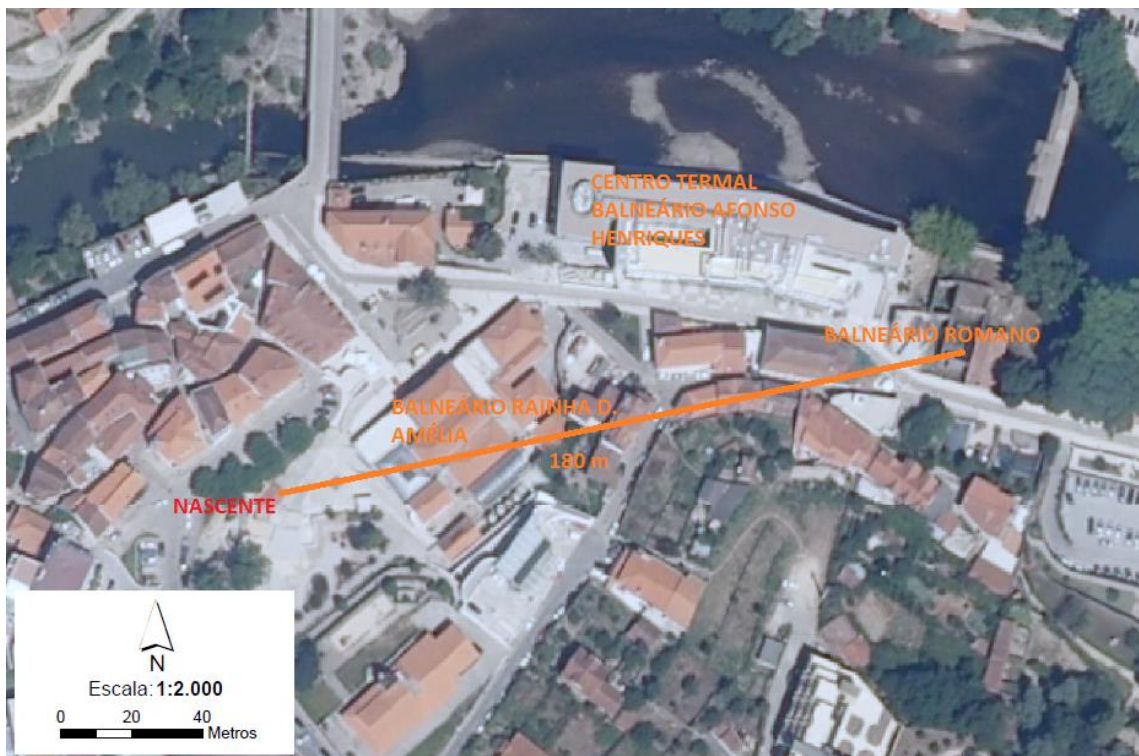 CENTRO TERMAL
BALNEÁRIO AFONSO
HENRIQUES
BALNEÁRIO ROMANO
BALNEÁRIO RAINHA D.
AMÉLIA
180 m
NASCENTE
N
Escala: 1:2.000
0 20 40
Metros